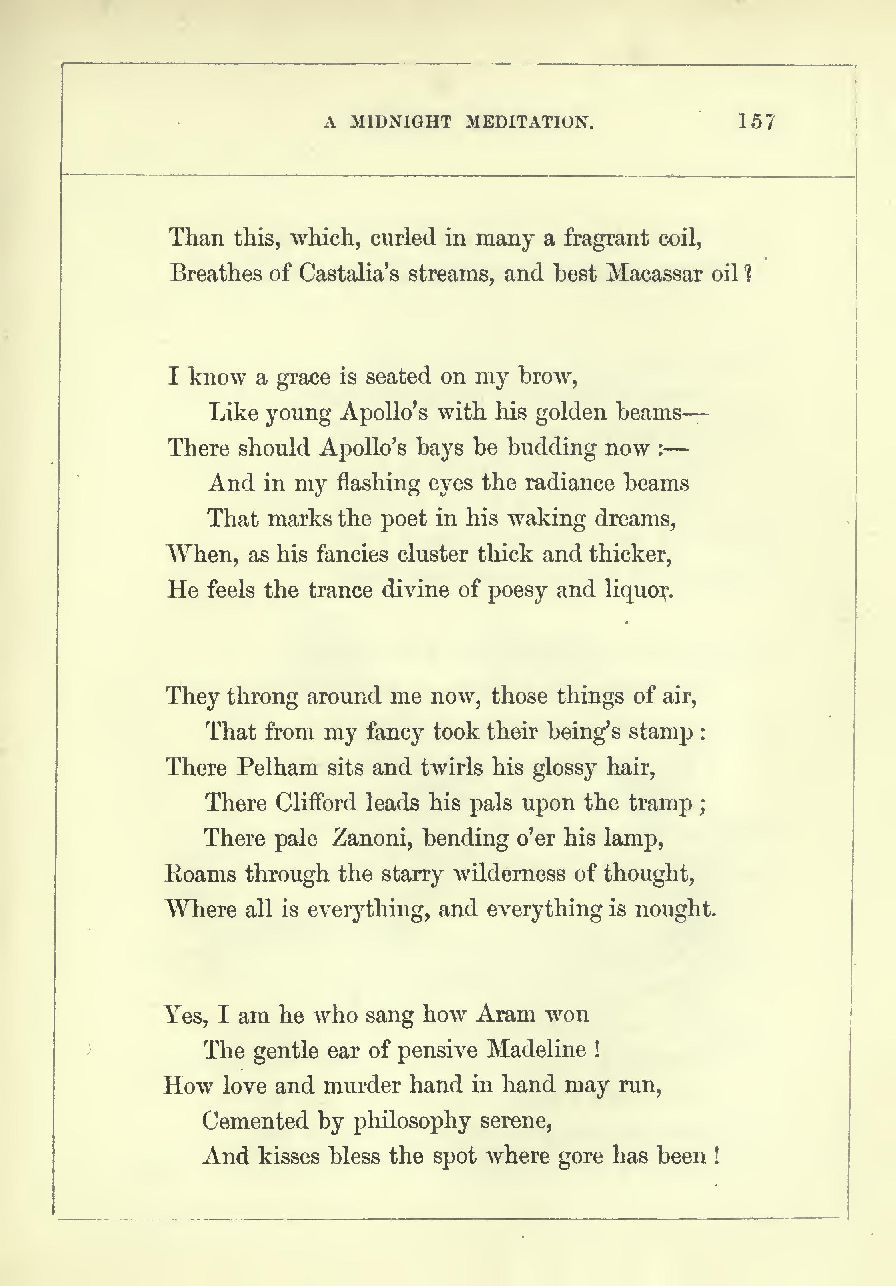 A MIDNIGHT MEDITATION. 157
Than this, which, curled in many a fragrant coil,
Breathes of Castalia's streams, and best Macassar oil?
I know a grace is seated on my brow,
Like young Apollo's with his golden beams—
There should Apollo's bays be budding now :—
And in my flashing eyes the radiance beams
That marks the poet in his waking dreams,
When, as his fancies cluster thick and thicker,
He feels the trance divine of poesy and liquor.
They throng around me now, those things of air,
That from my fancy took their being's stamp :
There Pelham sits and twirls his glossy hair,
There Clifford leads his pals upon the tramp ;
There pale Zanoni, bending o'er his lamp,
Roams through the starry wilderness of thought,
Where all is everything, and everything is nought.
Yes, I am he who sang how Aram won
The gentle ear of pensive Madeline !
How love and murder hand in hand may run,
Cemented by philosophy serene,
And kisses bless the spot where gore has been !